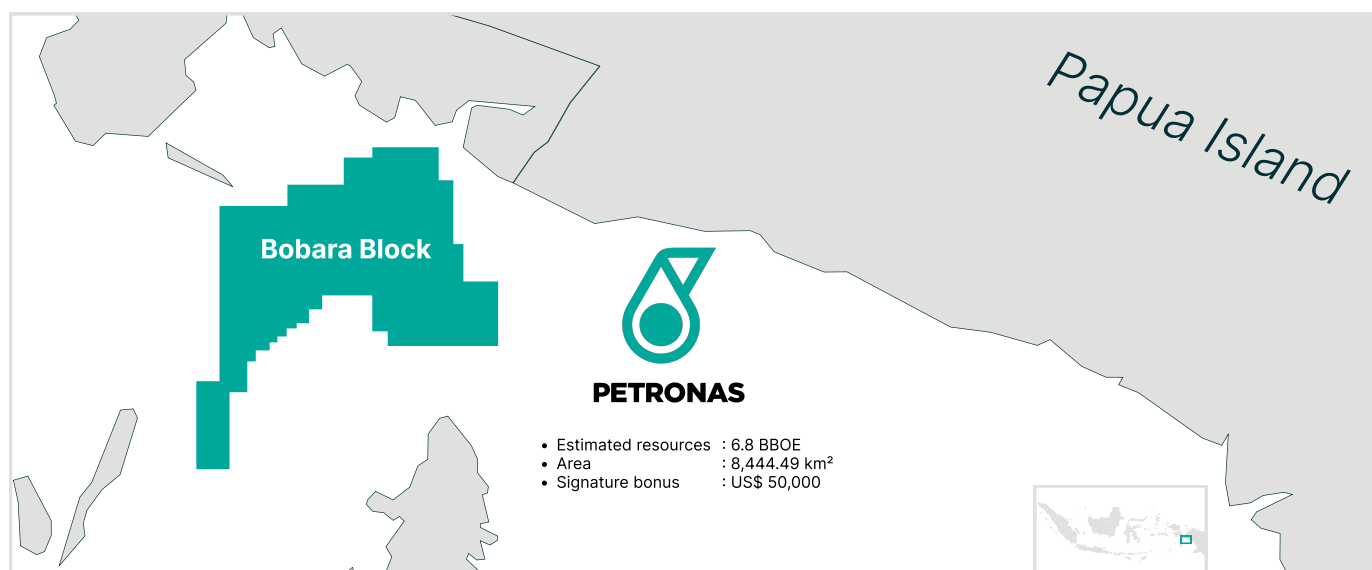 Papua Island
Bobara Block
PETRONAS
• Estimated resources : 6.8 BBOE
• Area : 8,444.49 km²
• Signature bonus : US$ 50,000